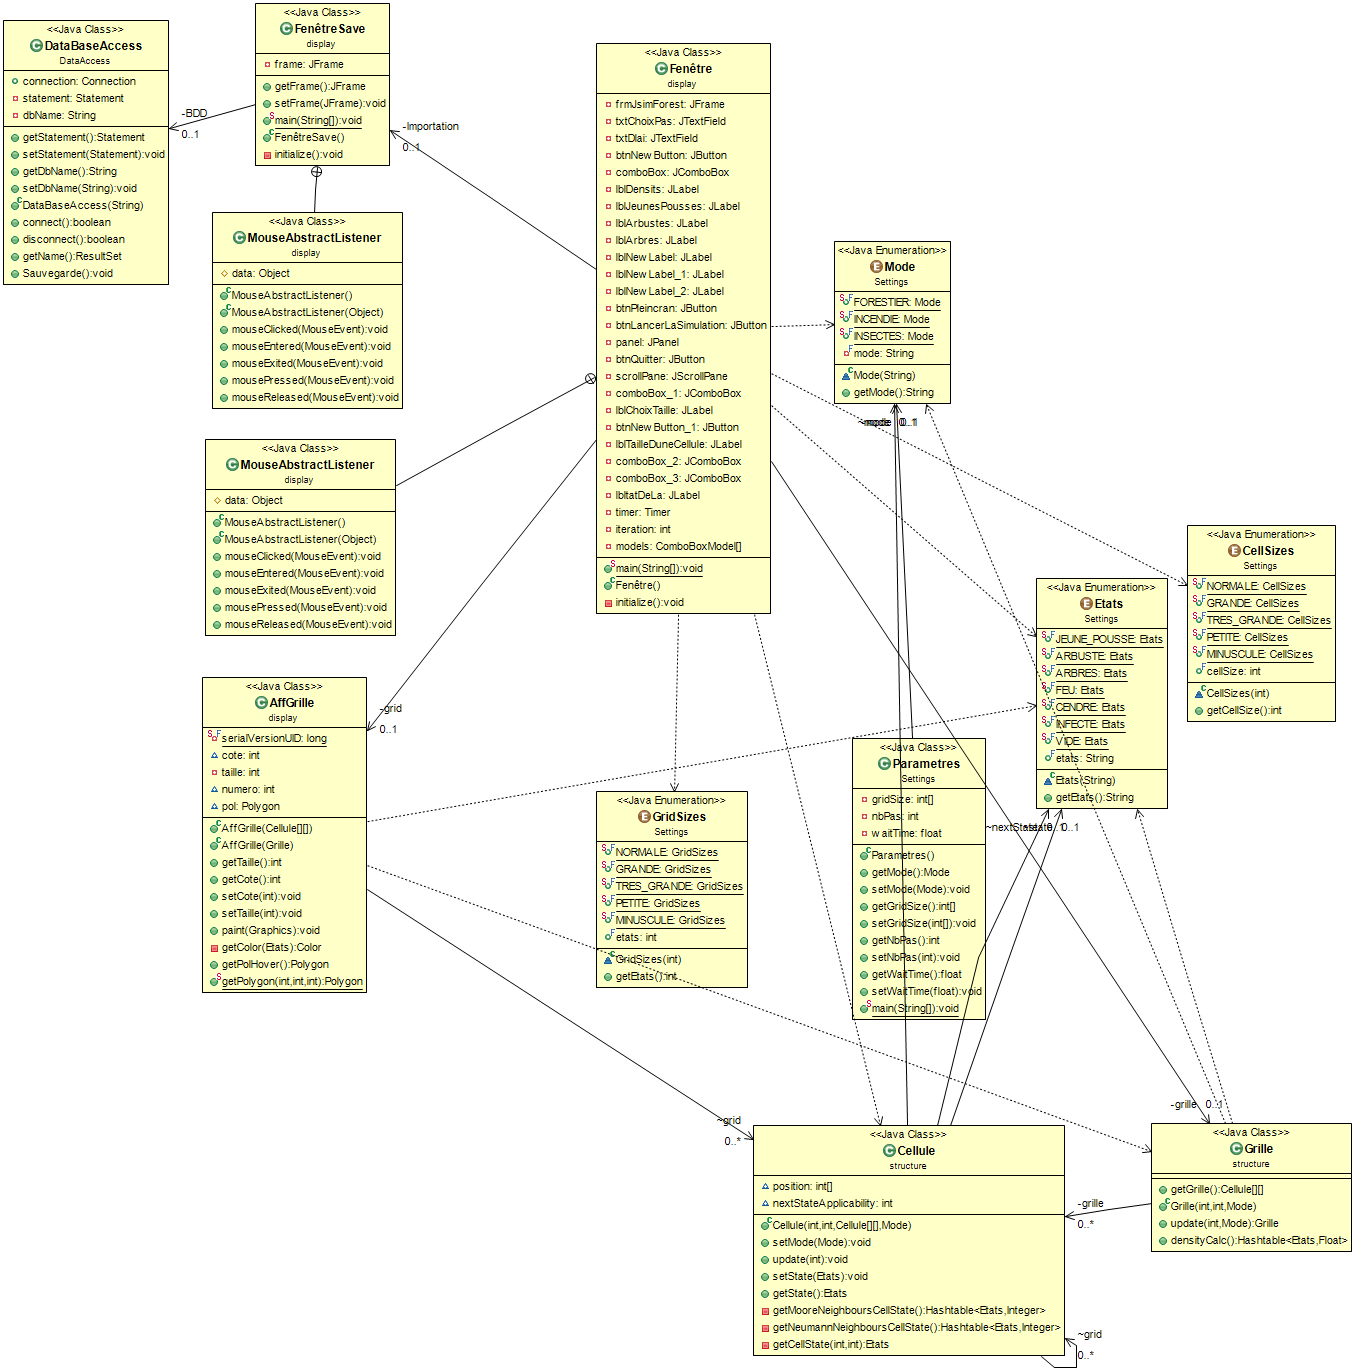 <<Java Class>>
DataBaseAccess
DataAccess
connection: Connection
statement: Statement
dbName: String
getStatement():Statement
setStatement(Statement):void
getDbName():String
setDbName(String):void
DataBaseAccess(String)
connect():boolean
disconnect():boolean
getName():ResultSet
Sauvegarde():void
-BDD
0..1
<<Java Class>>
FenêtreSave
display
frame: JFrame
getFrame():JFrame
setFrame(JFrame):void
main(String[]):void
FenêtreSave()
initialize():void
-Importation
0..1
<<Java Class>>
MouseAbstractListener
display
data: Object
MouseAbstractListener()
MouseAbstractListener(Object)
mouseClicked(MouseEvent):void
mouseEntered(MouseEvent):void
mouseExited(MouseEvent):void
mousePressed(MouseEvent):void
mouseReleased(MouseEvent):void
<<Java Class>>
MouseAbstractListener
display
data: Object
MouseAbstractListener()
MouseAbstractListener(Object)
mouseClicked(MouseEvent):void
mouseEntered(MouseEvent):void
mouseExited(MouseEvent):void
mousePressed(MouseEvent):void
mouseReleased(MouseEvent):void
<<Java Class>>
Fenêtre
display
frmJsimForest: JFrame
txtChoixPas: JTextField
txtDlai: JTextField
btnNewButton: JButton
comboBox: JComboBox
lblDensits: JLabel
lblJeunesPousses: JLabel
lblArbustes: JLabel
lblArbres: JLabel
lblNewLabel: JLabel
lblNewLabel_1: JLabel
lblNewLabel_2: JLabel
btnPleincran: JButton
btnLancerLaSimulation: JButton
panel: JPanel
btnQuitter: JButton
scrollPane: JScrollPane
comboBox_1: JComboBox
lblChoixTaille: JLabel
btnNewButton_1: JButton
lblTailleDuneCellule: JLabel
comboBox_2: JComboBox
comboBox_3: JComboBox
lbltatDeLa: JLabel
timer: Timer
iteration: int
models: ComboBoxModel[]
main(String[]):void
Fenêtre()
initialize():void
<<Java Enumeration>>
Mode
Settings
FORESTIER: Mode
INCENDIE: Mode
INSECTES: Mode
mode: String
Mode(String)
getMode():String
~mode
0..1
<<Java Enumeration>>
CellSizes
Settings
NORMALE: CellSizes
GRANDE: CellSizes
TRES_GRANDE: CellSizes
PETITE: CellSizes
MINUSCULE: CellSizes
cellSize: int
CellSizes(int)
getCellSize():int
<<Java Enumeration>>
Etats
Settings
JEUNE_POUSSE: Etats
ARBUSTE: Etats
ARBRES: Etats
FEU: Etats
CENDRE: Etats
INFECTE: Etats
VIDE: Etats
etats: String
Etats(String)
getEtats():String
~nextState
0..1
<<Java Class>>
AffGrille
display
serialVersionUID: long
cote: int
taille: int
numero: int
pol: Polygon
AffGrille(Cellule[][])
AffGrille(Grille)
getTaille():int
getCote():int
setCote(int):void
setTaille(int):void
paint(Graphics):void
getColor(Etats):Color
getPolHover():Polygon
getPolygon(int,int,int):Polygon
-grid
0..1
<<Java Enumeration>>
GridSizes
Settings
NORMALE: GridSizes
GRANDE: GridSizes
TRES_GRANDE: GridSizes
PETITE: GridSizes
MINUSCULE: GridSizes
etats: int
GridSizes(int)
getEtats():int
<<Java Class>>
Parametres
Settings
gridSize: int[]
nbPas: int
waitTime: float
Parametres()
getMode():Mode
setMode(Mode):void
getGridSize():int[]
setGridSize(int[]):void
getNbPas():int
setNbPas(int):void
getWaitTime():float
setWaitTime(float):void
main(String[]):void
~grid
0..*
<<Java Class>>
Cellule
structure
position: int[]
nextStateApplicability: int
Cellule(int,int,Cellule[][],Mode)
setMode(Mode):void
update(int):void
setState(Etats):void
getState():Etats
getMooreNeighboursCellState():Hashtable<Etats,Integer>
getNeumannNeighboursCellState():Hashtable<Etats,Integer>
getCellState(int,int):Etats
~grid
0..*
-grille
0..1
<<Java Class>>
Grille
structure
getGrille():Cellule[][]
Grille(int,int,Mode)
update(int,Mode):Grille
densityCalc():Hashtable<Etats,Float>
-grille
0..*